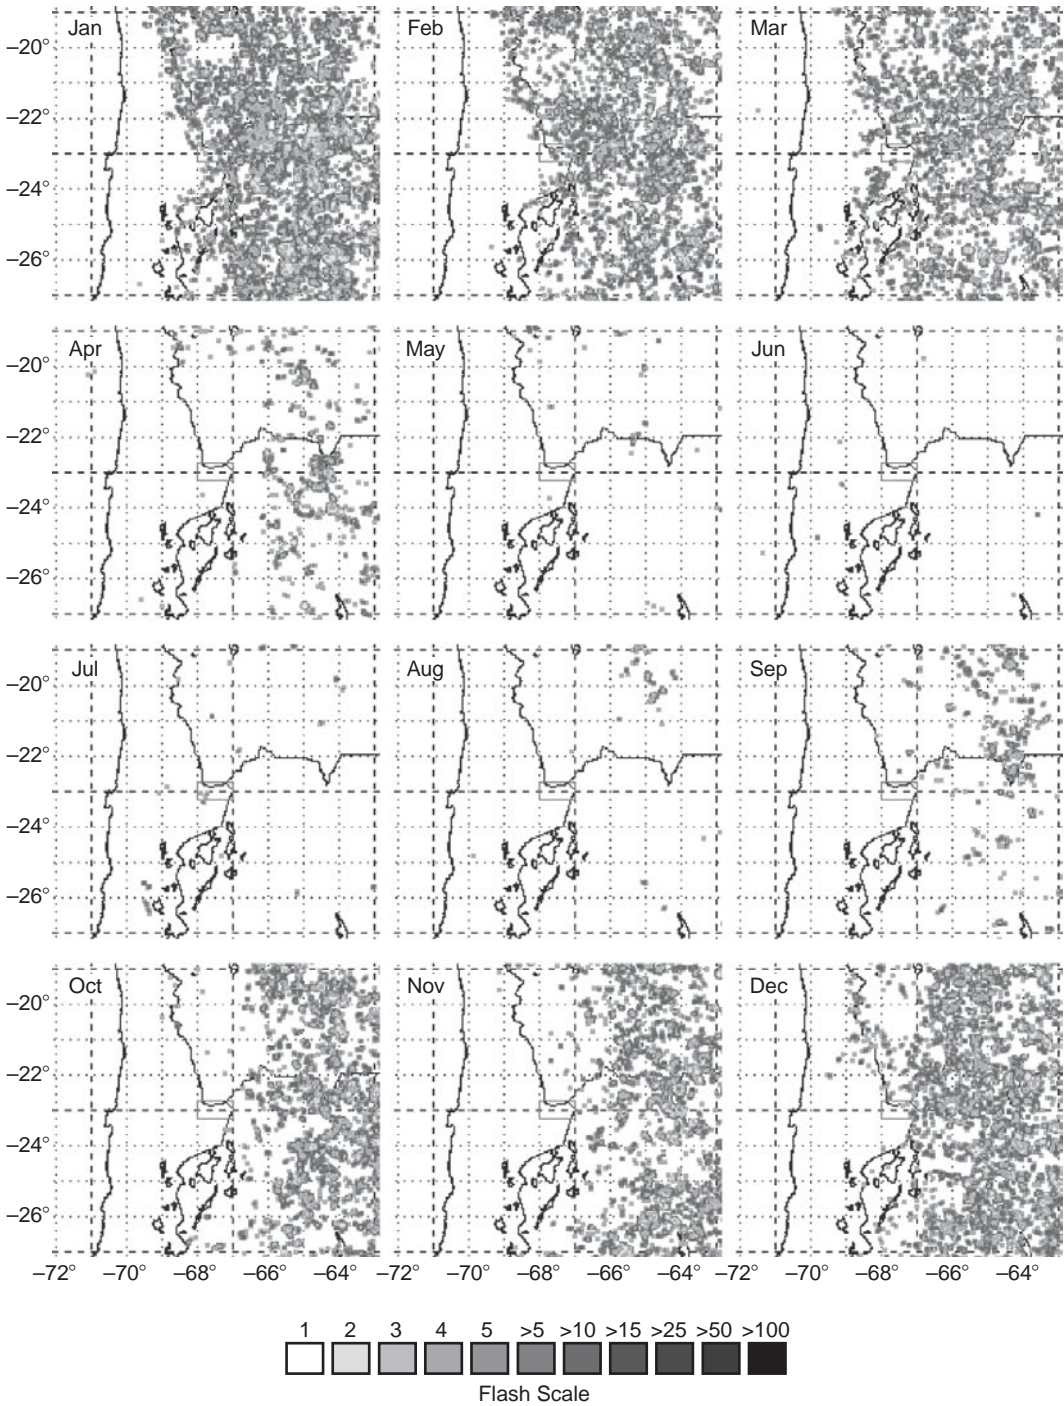 Jan Feb Mar
–20°
–22°
–24°
–26°
Apr May Jun
–20°
–22°
–24°
–26°
Jul Aug Sep
–20°
–22°
–24°
–26°
Oct Nov Dec
–20°
–22°
–24°
–26°
–72° –70° –68° –66° –64° –72° –70° –68° –66° –64° –72° –70° –68° –66° –64°
1 2 3 4 5 >5 >10 >15 >25 >50 >100
Flash Scale